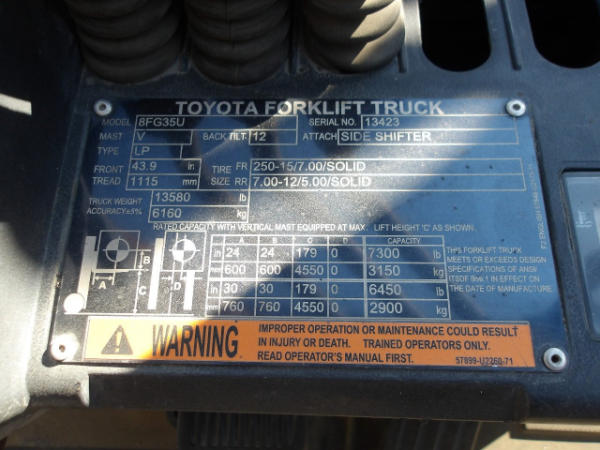 TOYOTA FORKLIFT TRUCK
MODEL 8FG35U SERIAL NO. 13423
MAST V BACK TILT. 12 ATTACH SIDE SHIFTER
TYPE LP
FRONT 43.9 in TIRE FR 250-15/7.00/SOLID
TREAD 1115 mm SIZE RR 7.00-12/5.00/SOLID
TRUCK WEIGHT 13580 lb
ACCURACY±5% 6160 kg
RATED CAPACITY WITH VERTICAL MAST EQUIPPED AT MAX. LIFT HEIGHT 'C' AS SHOWN.
A B C D CAPACITY
in 24 24 179 0 7300 lb
mm 600 600 4550 0 3150 kg
in 30 30 179 0 6450 lb
mm 760 760 4550 0 2900 kg
A B C D
THIS FORKLIFT TRUCK
MEETS OR EXCEEDS DESIGN
SPECIFICATIONS OF ANSI/
ITSDF B56.1 IN EFFECT ON
THE DATE OF MANUFACTURE
WARNING
IMPROPER OPERATION OR MAINTENANCE COULD RESULT
IN INJURY OR DEATH. TRAINED OPERATORS ONLY.
READ OPERATOR'S MANUAL FIRST.
57899-U2260-71